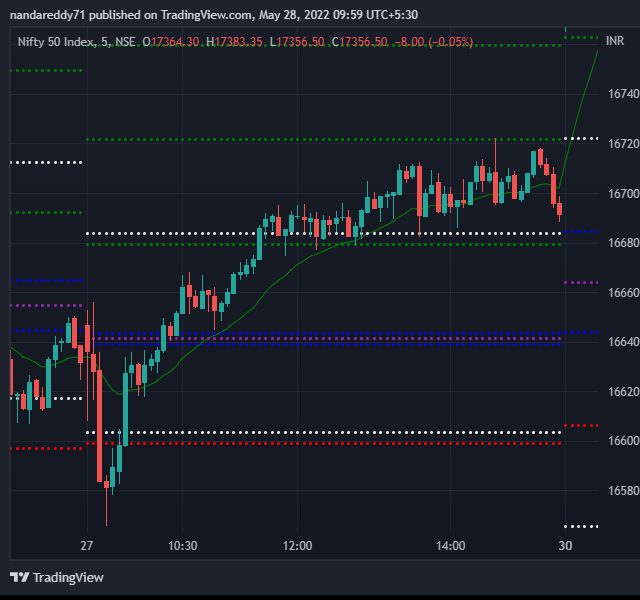 nandareddy71 published on TradingView.com, May 28, 2022 09:59 UTC+5:30
Nifty 50 Index, 5, NSE O17364.30 H17383.35 L17356.50 C17356.50 −8.00 (−0.05%)
INR
16740
16720
16700
16680
16660
16640
16620
16600
16580
27 10:30 12:00 14:00 30
TradingView